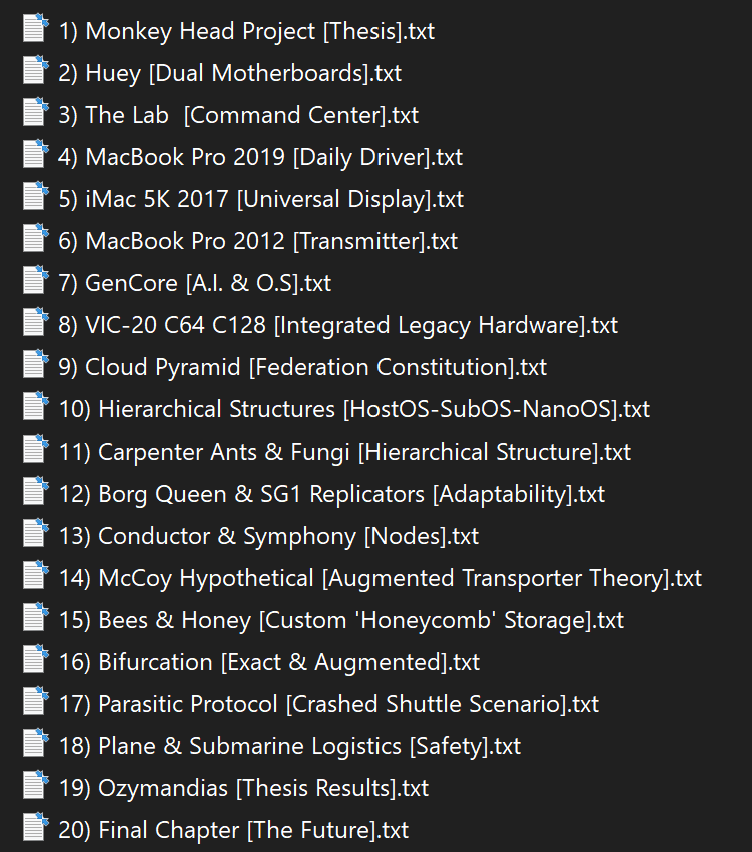 1) Monkey Head Project [Thesis].txt
2) Huey [Dual Motherboards].txt
3) The Lab  [Command Center].txt
4) MacBook Pro 2019 [Daily Driver].txt
5) iMac 5K 2017 [Universal Display].txt
6) MacBook Pro 2012 [Transmitter].txt
7) GenCore [A.I. & O.S].txt
8) VIC-20 C64 C128 [Integrated Legacy Hardware].txt
9) Cloud Pyramid [Federation Constitution].txt
10) Hierarchical Structures [HostOS-SubOS-NanoOS].txt
11) Carpenter Ants & Fungi [Hierarchical Structure].txt
12) Borg Queen & SG1 Replicators [Adaptability].txt
13) Conductor & Symphony [Nodes].txt
14) McCoy Hypothetical [Augmented Transporter Theory].txt
15) Bees & Honey [Custom 'Honeycomb' Storage].txt
16) Bifurcation [Exact & Augmented].txt
17) Parasitic Protocol [Crashed Shuttle Scenario].txt
18) Plane & Submarine Logistics [Safety].txt
19) Ozymandias [Thesis Results].txt
20) Final Chapter [The Future].txt